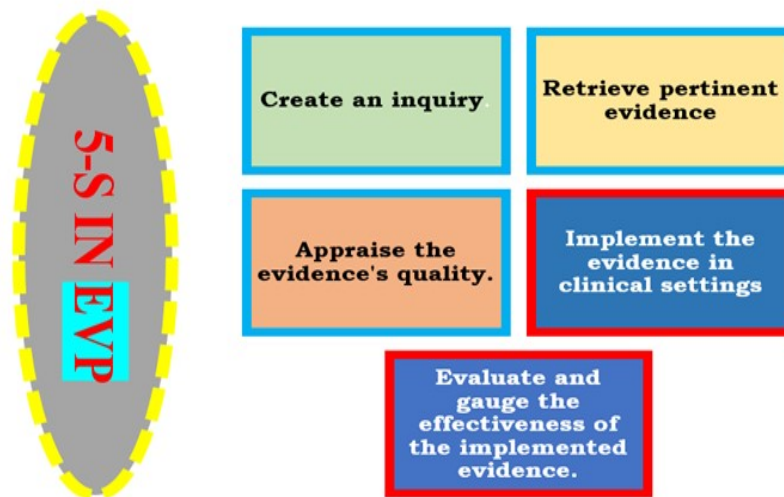 5-S IN EVP
Create an inquiry.
Retrieve pertinent
evidence
Appraise the
evidence's quality.
Implement the
evidence in
clinical settings
Evaluate and
gauge the
effectiveness of
the implemented
evidence.